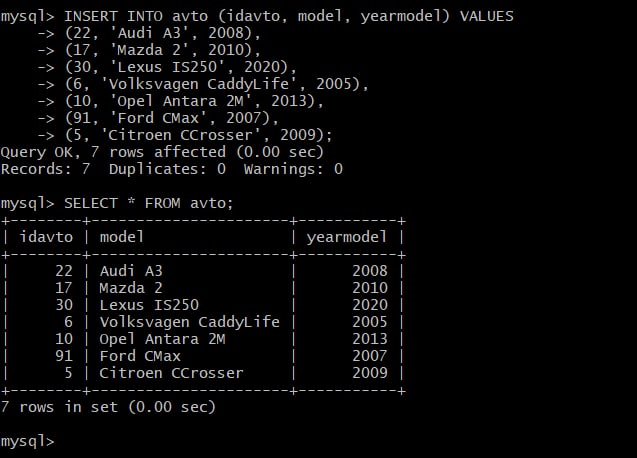 mysql> INSERT INTO avto (idavto, model, yearmodel) VALUES
    -> (22, 'Audi A3', 2008),
    -> (17, 'Mazda 2', 2010),
    -> (30, 'Lexus IS250', 2020),
    -> (6, 'Volksvagen CaddyLife', 2005),
    -> (10, 'Opel Antara 2M', 2013),
    -> (91, 'Ford CMax', 2007),
    -> (5, 'Citroen CCrosser', 2009);
Query OK, 7 rows affected (0.00 sec)
Records: 7  Duplicates: 0  Warnings: 0

mysql> SELECT * FROM avto;
+--------+----------------------+-----------+
| idavto | model                | yearmodel |
+--------+----------------------+-----------+
|     22 | Audi A3              |      2008 |
|     17 | Mazda 2              |      2010 |
|     30 | Lexus IS250          |      2020 |
|      6 | Volksvagen CaddyLife |      2005 |
|     10 | Opel Antara 2M       |      2013 |
|     91 | Ford CMax            |      2007 |
|      5 | Citroen CCrosser     |      2009 |
+--------+----------------------+-----------+
7 rows in set (0.00 sec)

mysql>